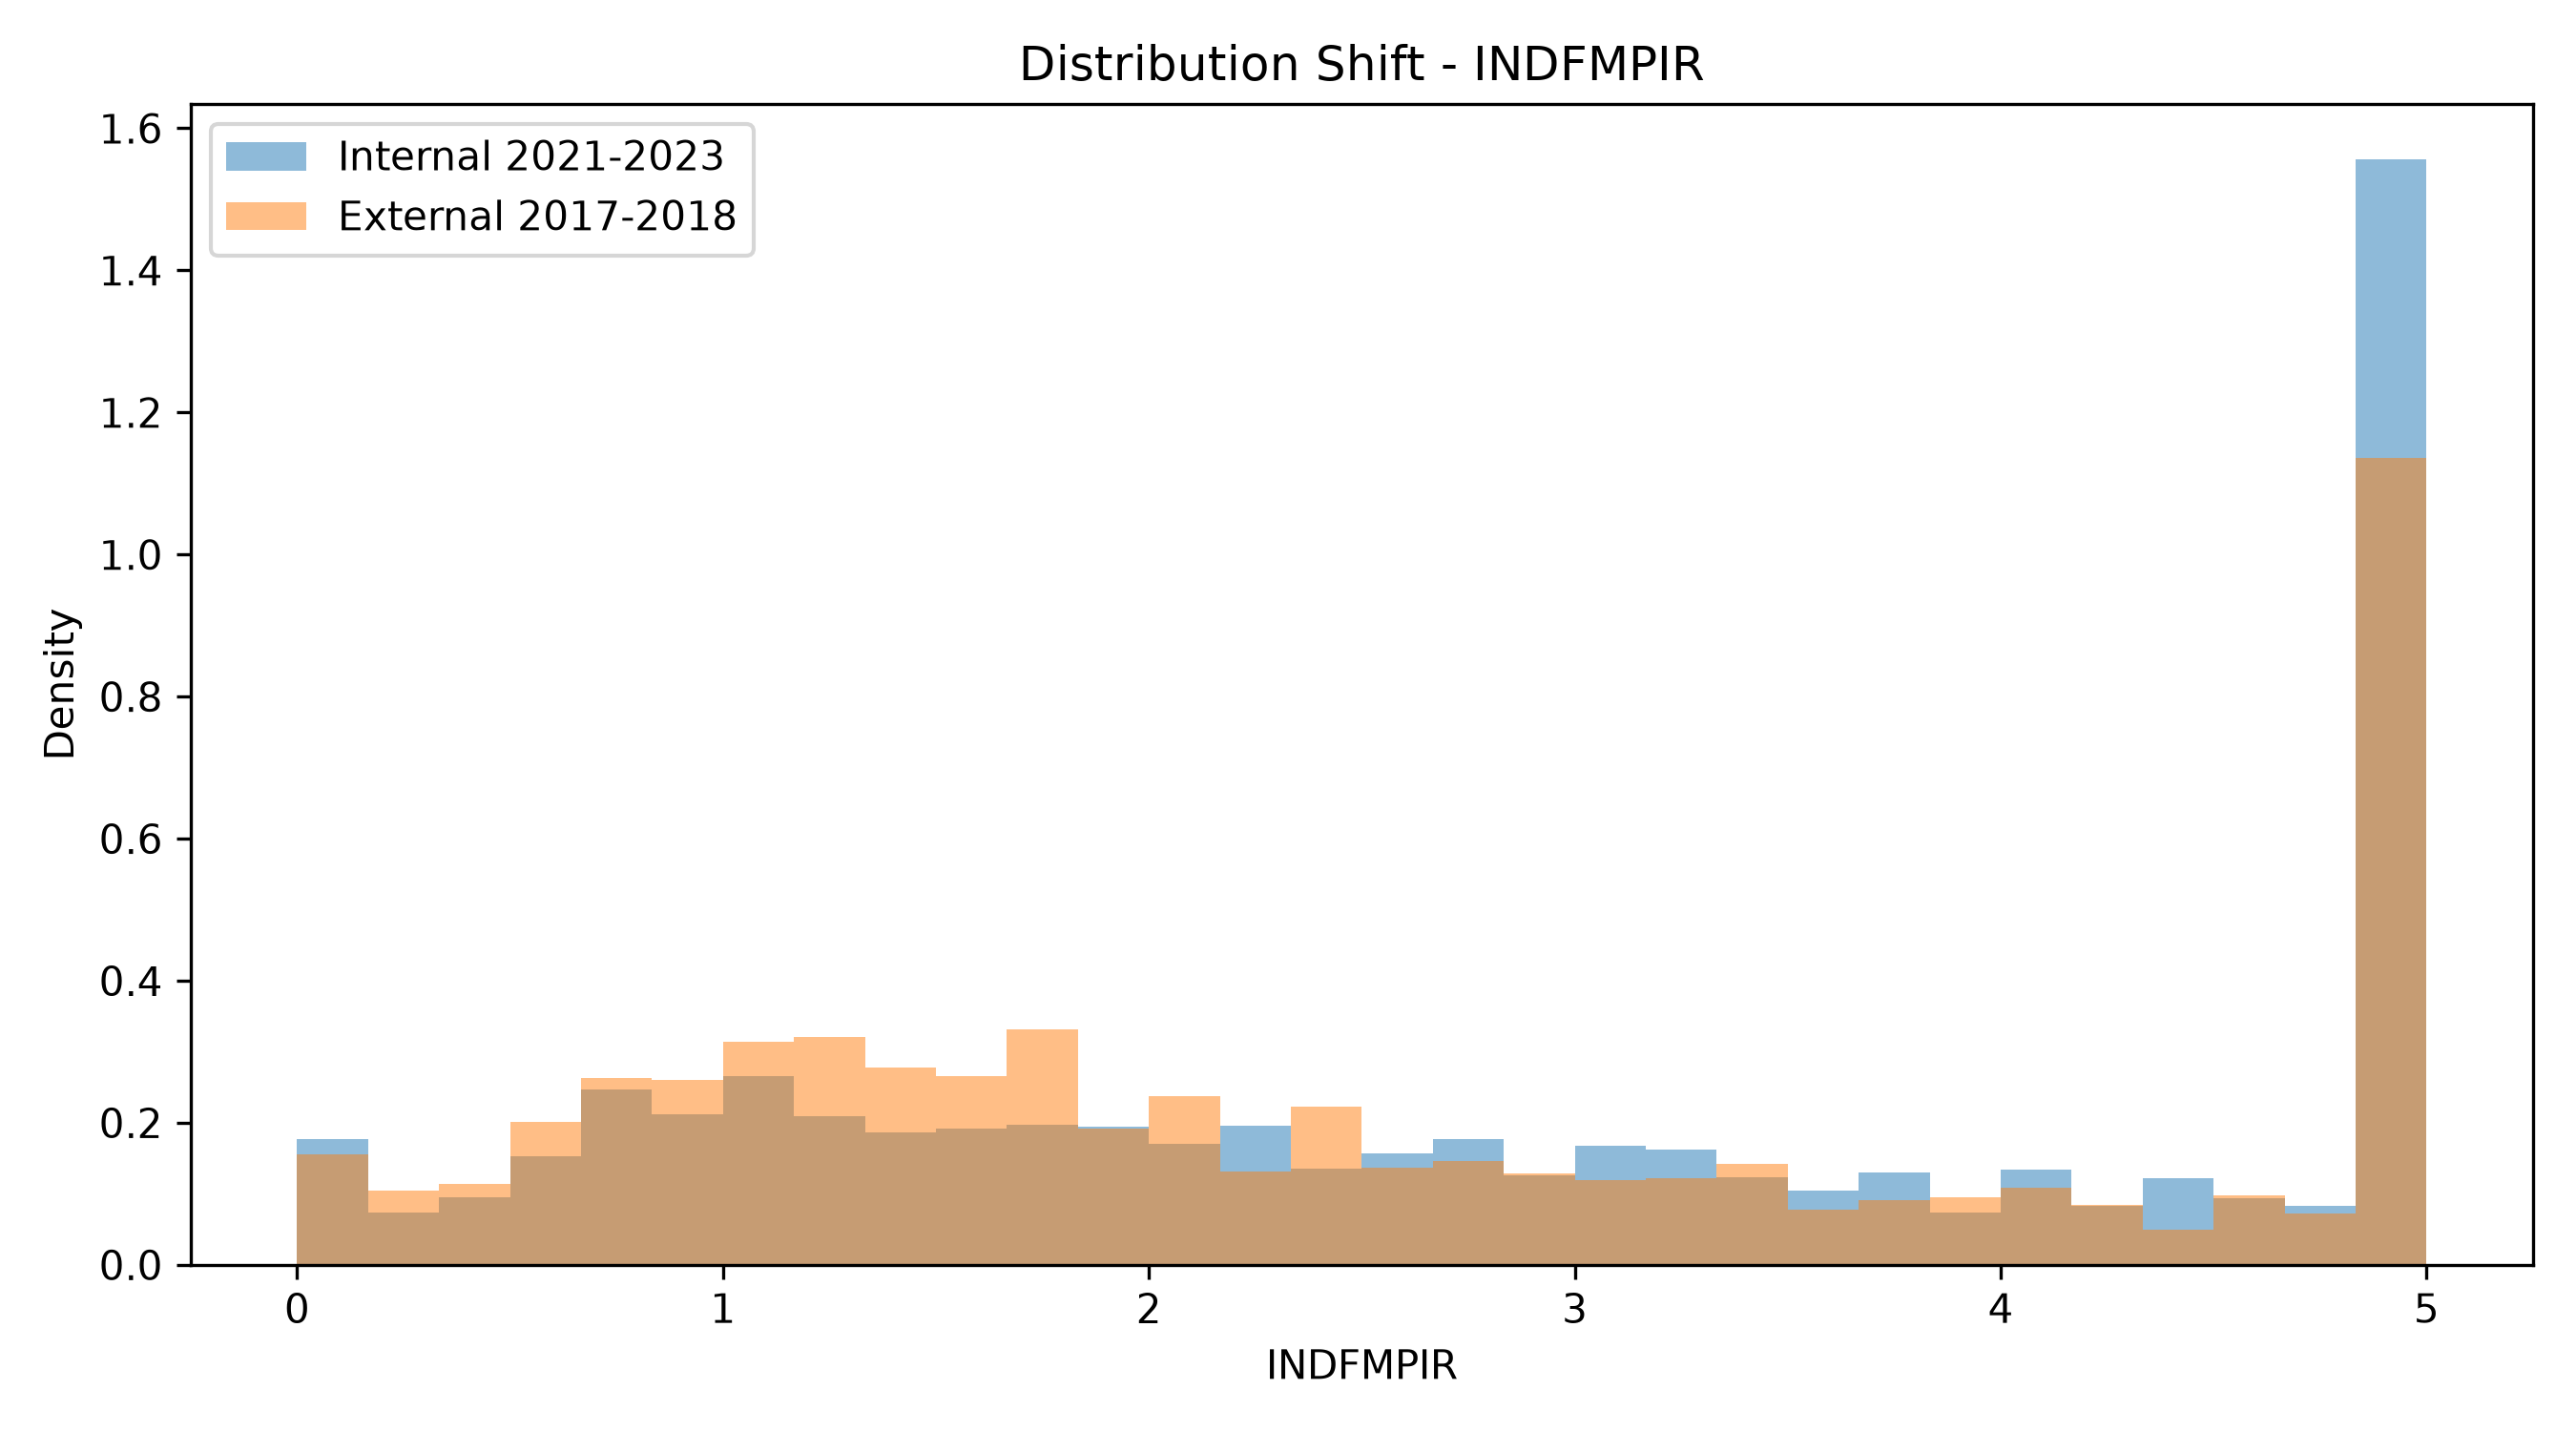 Distribution Shift - INDFMPIR
Internal 2021-2023
External 2017-2018
1.6
1.4
1.2
1.0
0.8
0.6
0.4
0.2
0.0
Density
0 1 2 3 4 5
INDFMPIR